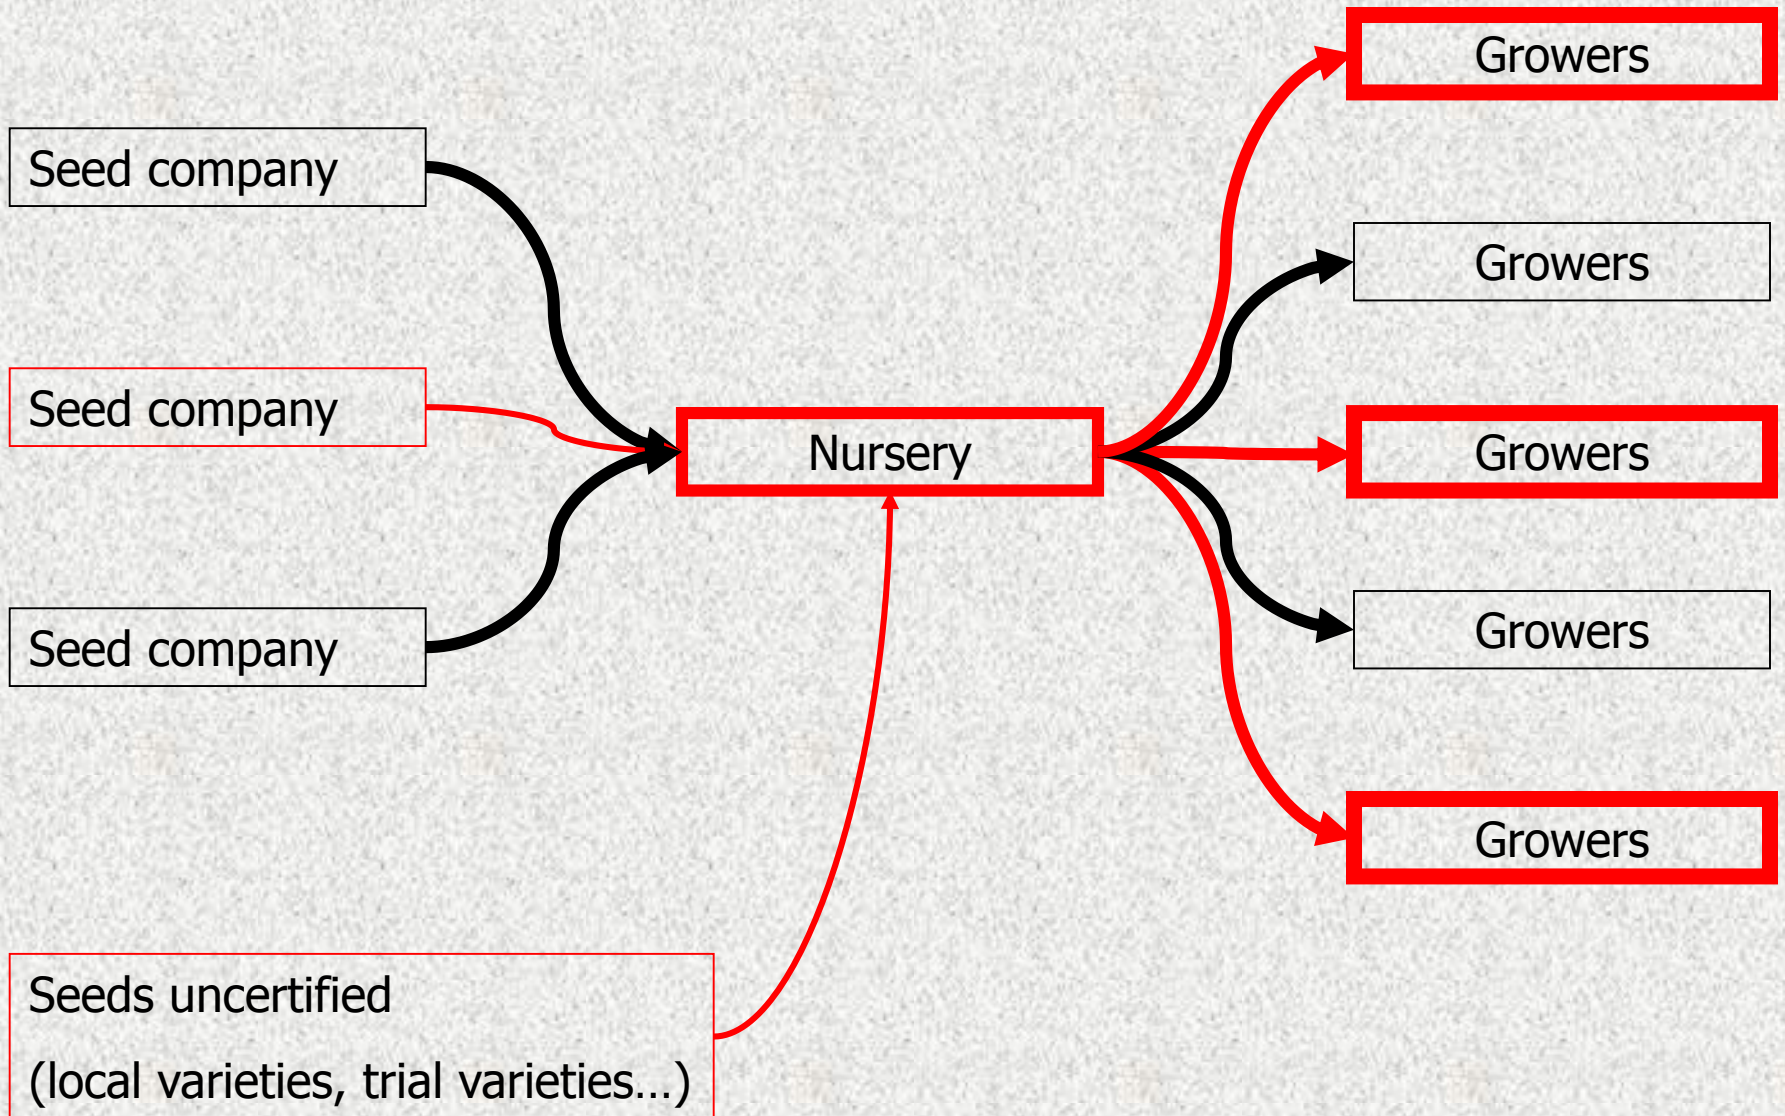 Growers
Seed company
Growers
Seed company
Nursery
Growers
Seed company
Growers
Growers
Seeds uncertified
(local varieties, trial varieties…)